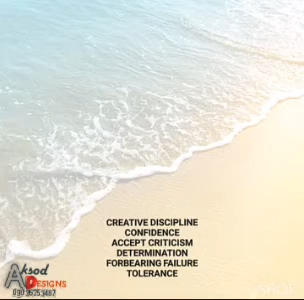 CREATIVE DISCIPLINE
CONFIDENCE
ACCEPT CRITICISM
DETERMINATION
FORBEARING FAILURE
TOLERANCE
Aksod
DESIGNS